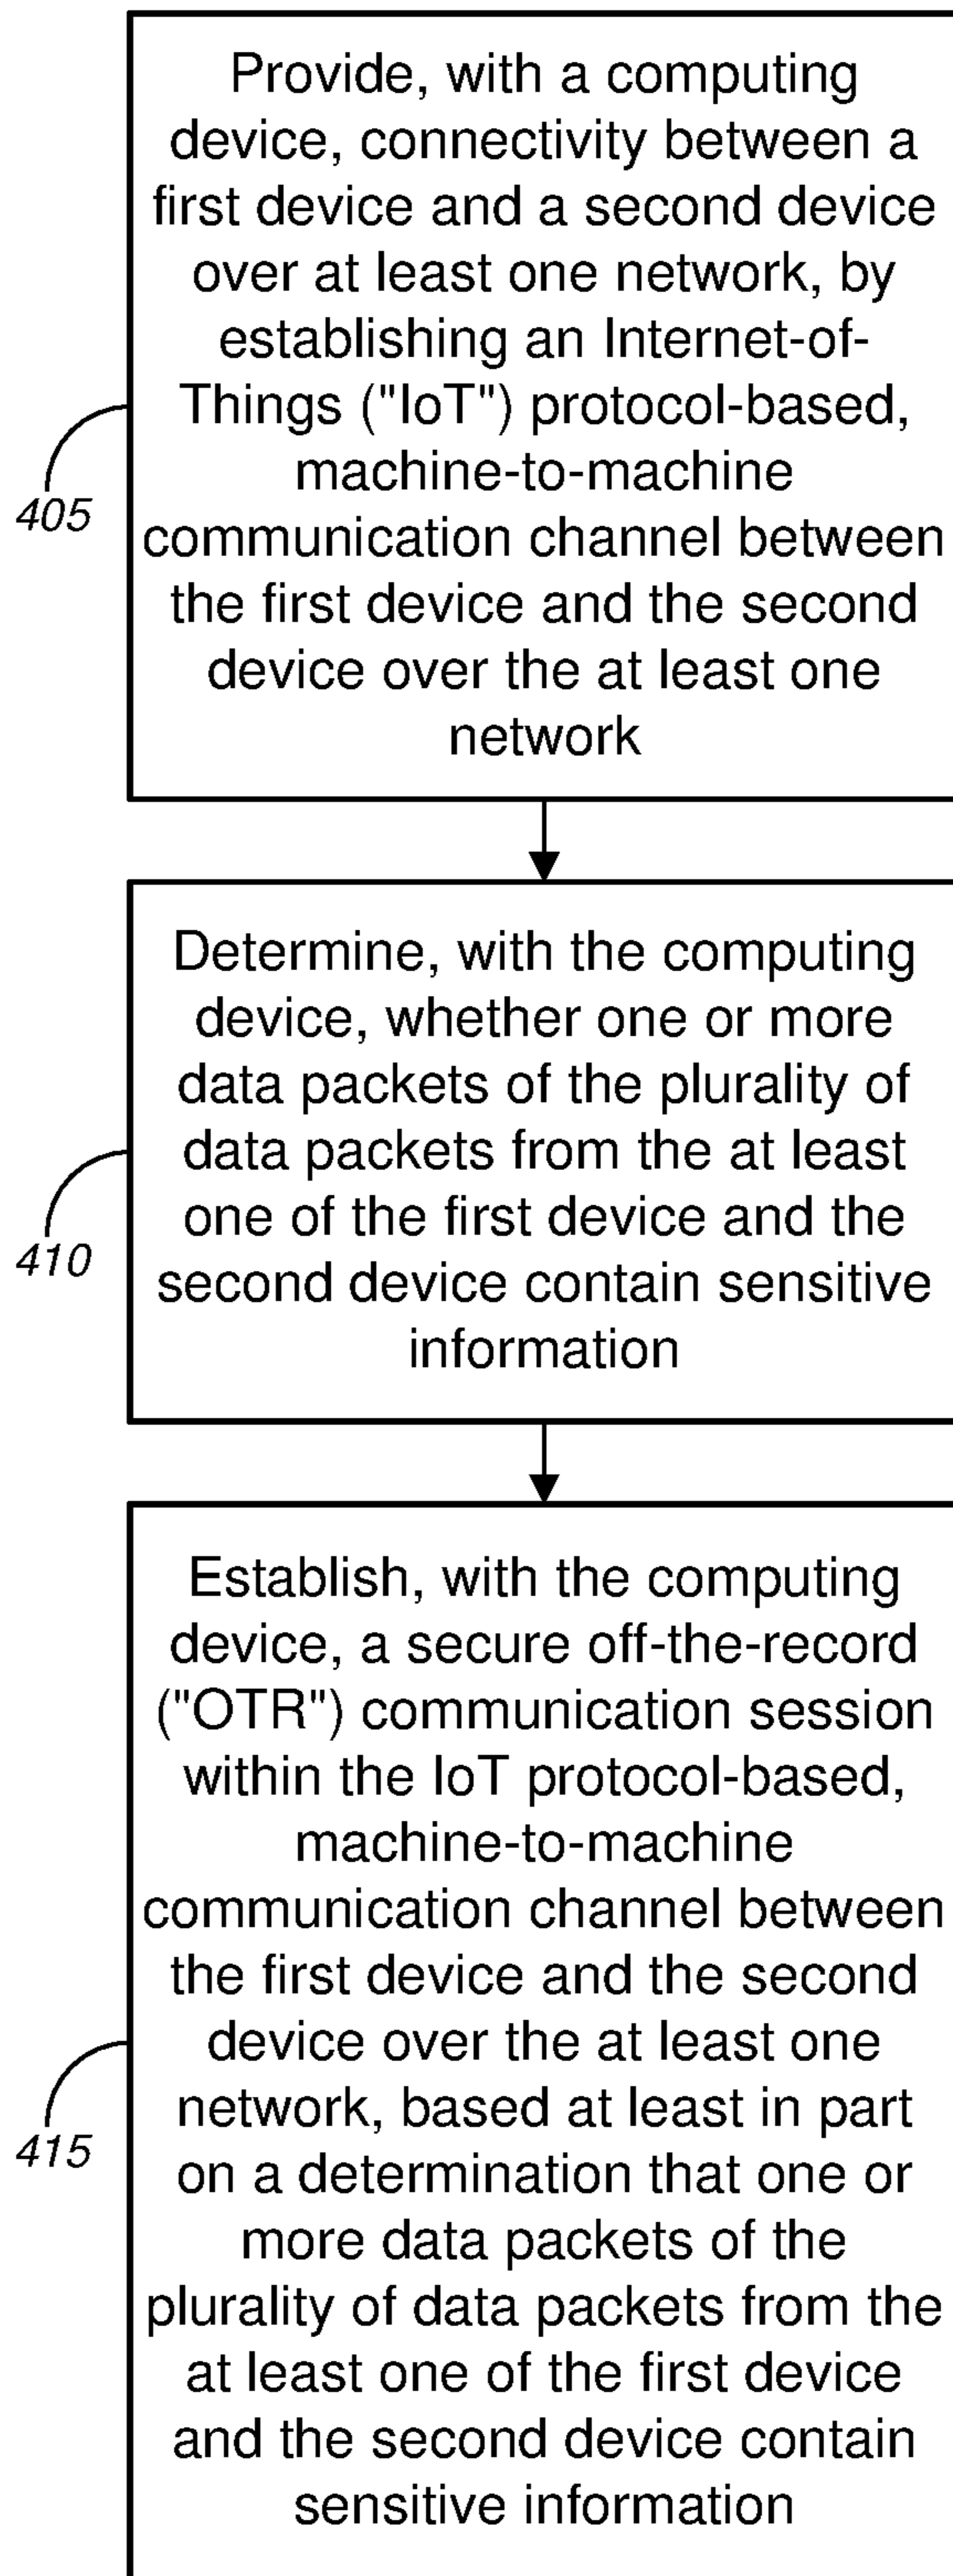 Provide, with a computing
device, connectivity between a
first device and a second device
over at least one network, by
establishing an Internet-of-
Things ("IoT") protocol-based,
machine-to-machine
communication channel between
the first device and the second
device over the at least one
network
405
Determine, with the computing
device, whether one or more
data packets of the plurality of
data packets from the at least
one of the first device and the
second device contain sensitive
information
410
Establish, with the computing
device, a secure off-the-record
("OTR") communication session
within the IoT protocol-based,
machine-to-machine
communication channel between
the first device and the second
device over the at least one
network, based at least in part
on a determination that one or
more data packets of the
plurality of data packets from the
at least one of the first device
and the second device contain
sensitive information
415